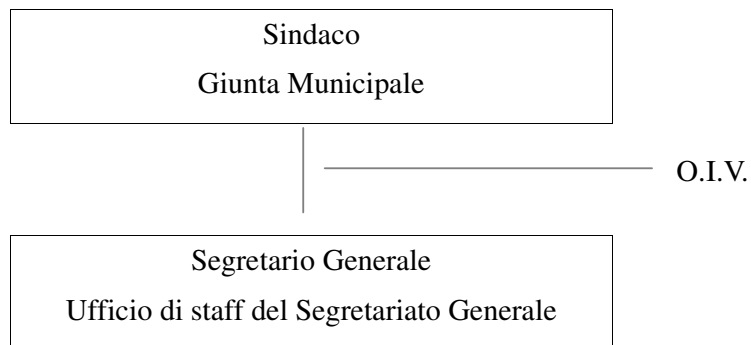 Sindaco
Giunta Municipale
O.I.V.
Segretario Generale
Ufficio di staff del Segretariato Generale